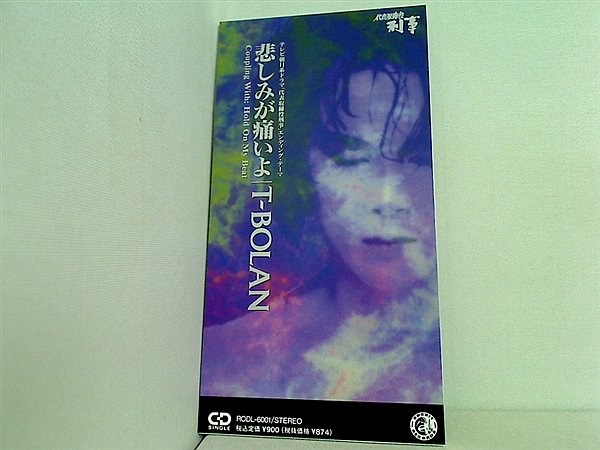 代表取締役
刑事
テレビ朝日系ドラマ「代表取締役刑事」エンディング・テーマ
悲しみが痛いよ|T-BOLAN
Coupling With: Hold On My Beat
CD
SINGLE
RODL-6001/STEREO
税込定価 ¥900 (税抜価格 ¥874)